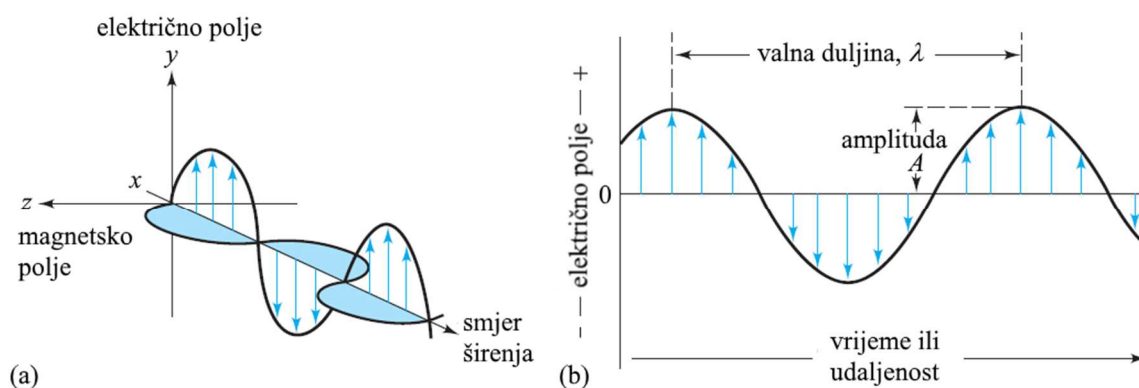 električno polje
y
x
z
magnetsko
polje
smjer
širenja
(a)
valna duljina, λ
– – električno polje — +
amplituda
A
0
vrijeme ili
udaljenost
(b)